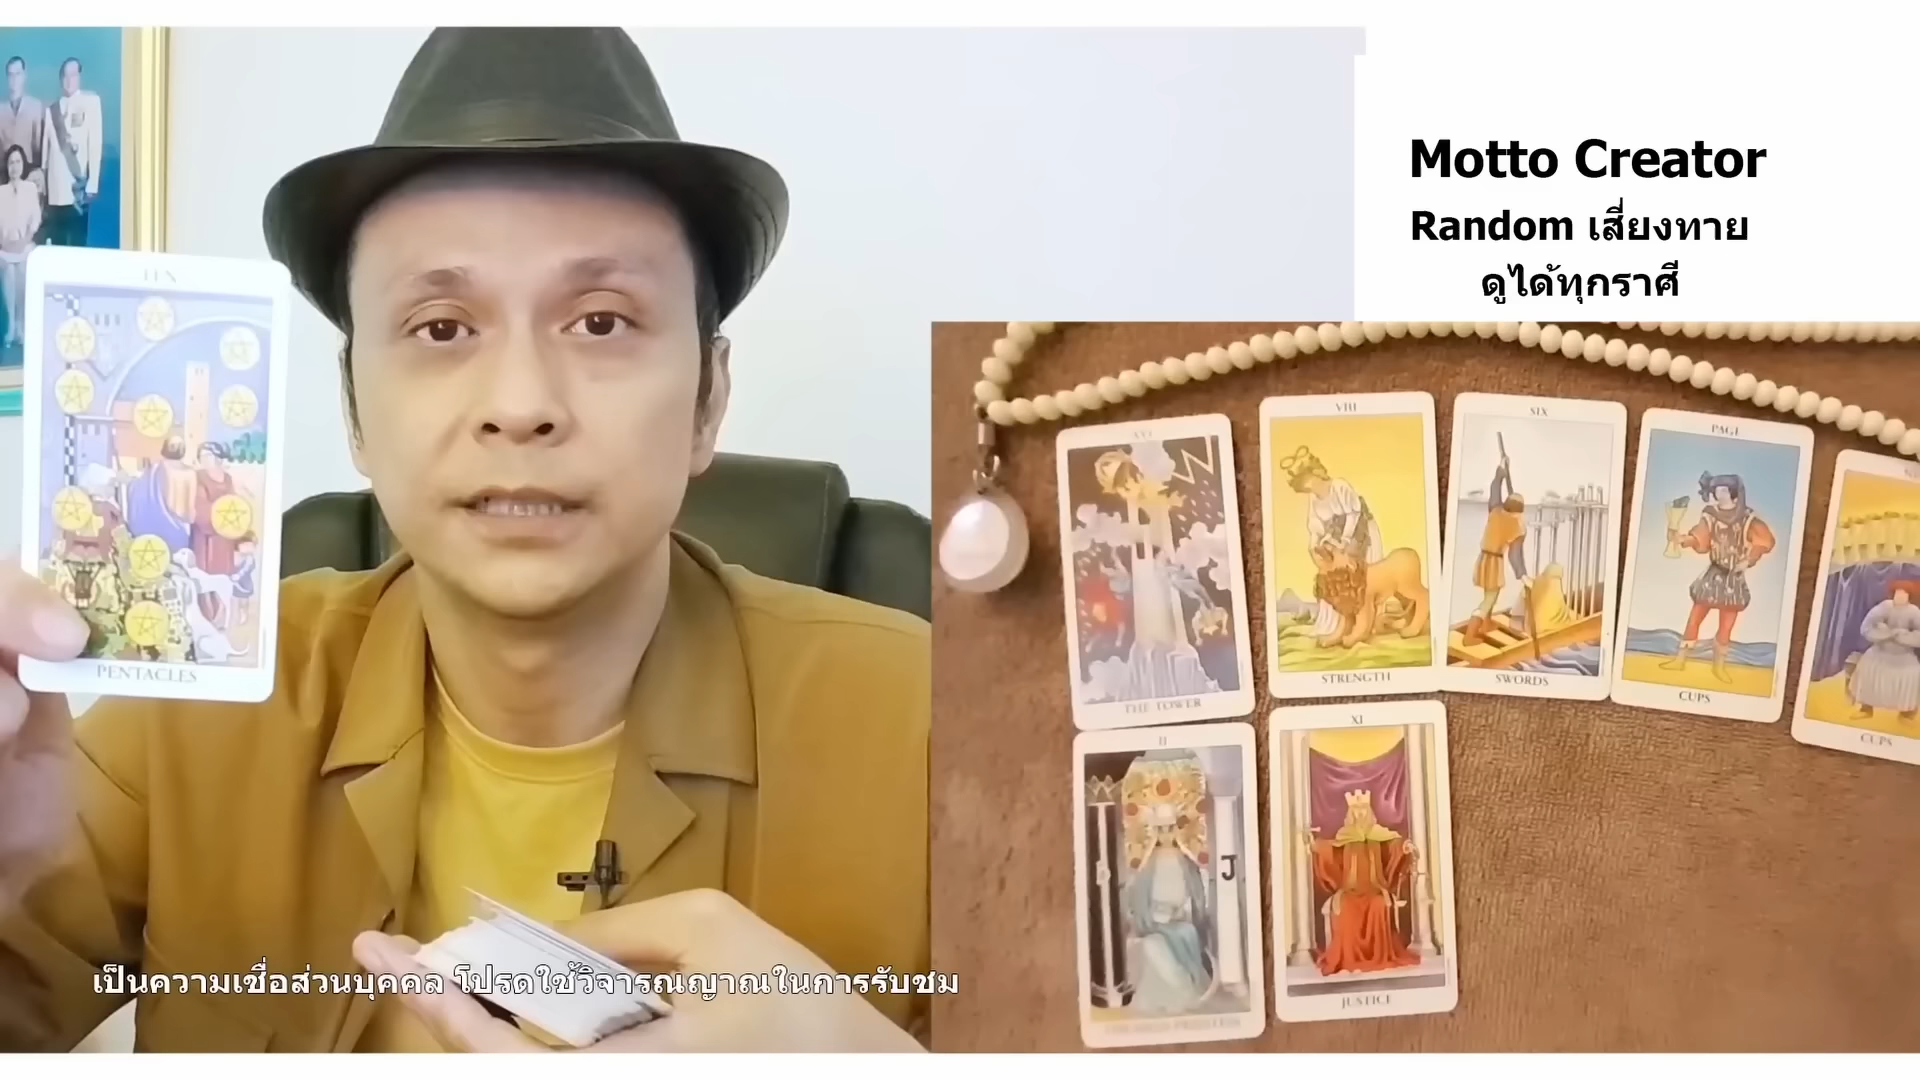 Motto Creator
Random เสี่ยงทาย
ดูได้ทุกราศี
TEN
PENTACLES
XVI
THE TOWER
VIII
STRENGTH
SIX
SWORDS
PAGE
CUPS
CUPS
II
J
XI
JUSTICE
เป็นความเชื่อส่วนบุคคล โปรดใช้วิจารณญาณในการรับชม